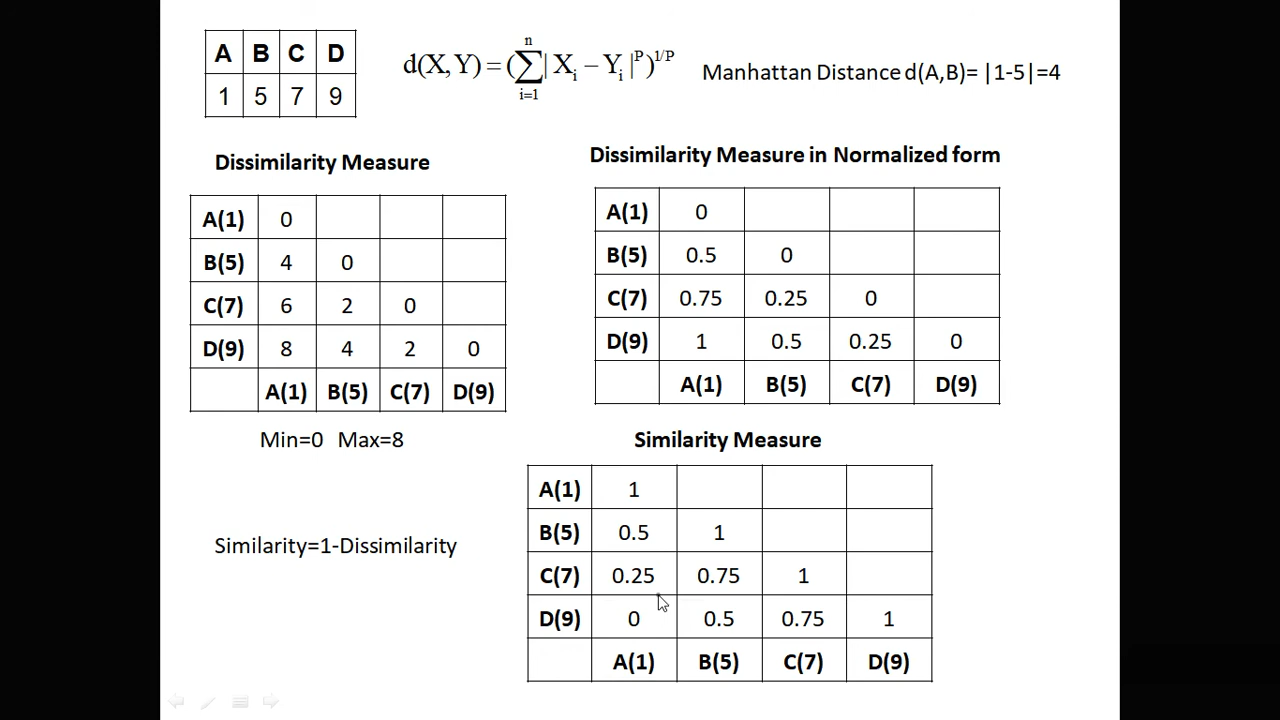 A B C D
1 5 7 9
d(X,Y) = (∑ⁿᵢ₌₁ | Xᵢ – Yᵢ |ᴾ)¹/ᴾ
Manhattan Distance d(A,B)= |1-5|=4
Dissimilarity Measure
A(1) 0
B(5) 4 0
C(7) 6 2 0
D(9) 8 4 2 0
A(1) B(5) C(7) D(9)
Min=0 Max=8
Dissimilarity Measure in Normalized form
A(1) 0
B(5) 0.5 0
C(7) 0.75 0.25 0
D(9) 1 0.5 0.25 0
A(1) B(5) C(7) D(9)
Similarity=1-Dissimilarity
Similarity Measure
A(1) 1
B(5) 0.5 1
C(7) 0.25 0.75 1
D(9) 0 0.5 0.75 1
A(1) B(5) C(7) D(9)